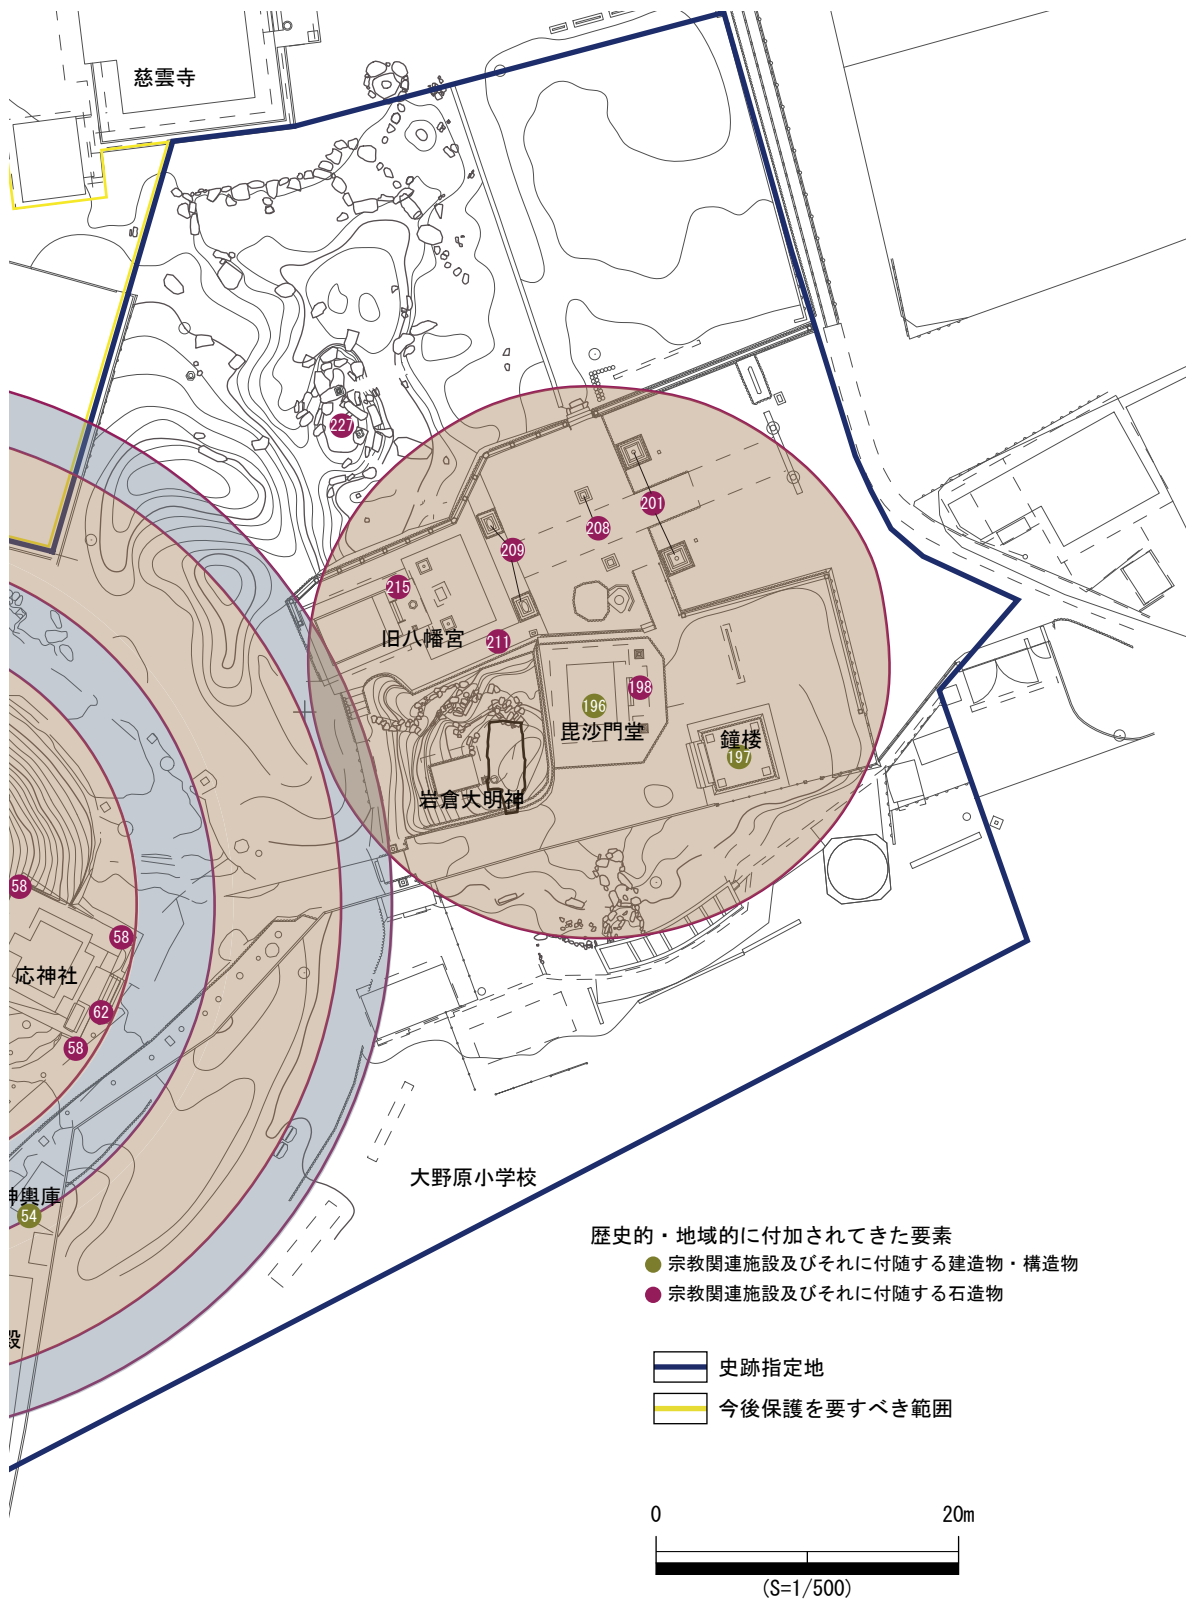 慈雲寺
227
201
208
209
215
旧八幡宮
211
198
196
毘沙門堂
鐘楼
197
岩倉大明神
58
58
応神社
62
58
大野原小学校
神輿庫
54
殿
歴史的・地域的に付加されてきた要素
宗教関連施設及びそれに付随する建造物・構造物
宗教関連施設及びそれに付随する石造物
史跡指定地
今後保護を要すべき範囲
0 20m
(S=1/500)